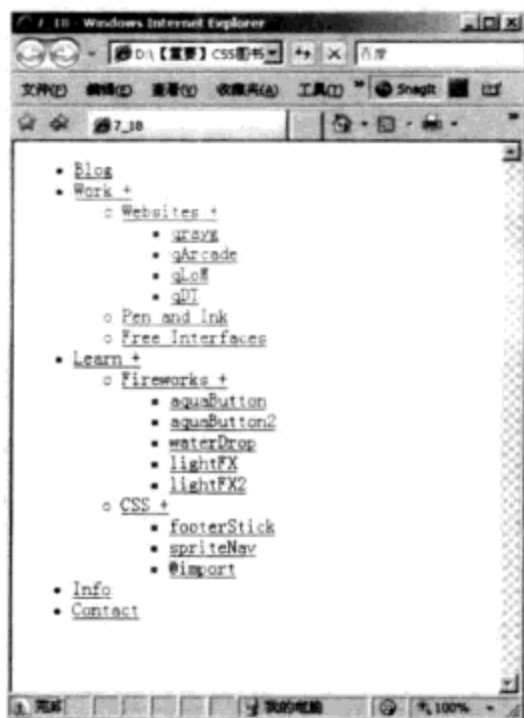 7_18 - Windows Internet Explorer
D:\【重要】CSS图书
百度
文件(F) 编辑(E) 查看(V) 收藏夹(A) 工具(T) » SnagIt
7_18
Blog
Work +
Websites +
qrayg
qArcade
qLoW
qDT
Pen and Ink
Free Interfaces
Learn +
Fireworks +
aquaButton
aquaButton2
waterDrop
lightFX
lightFX2
CSS +
footerStick
spriteNav
@import
Info
Contact
完成 我的电脑 100%